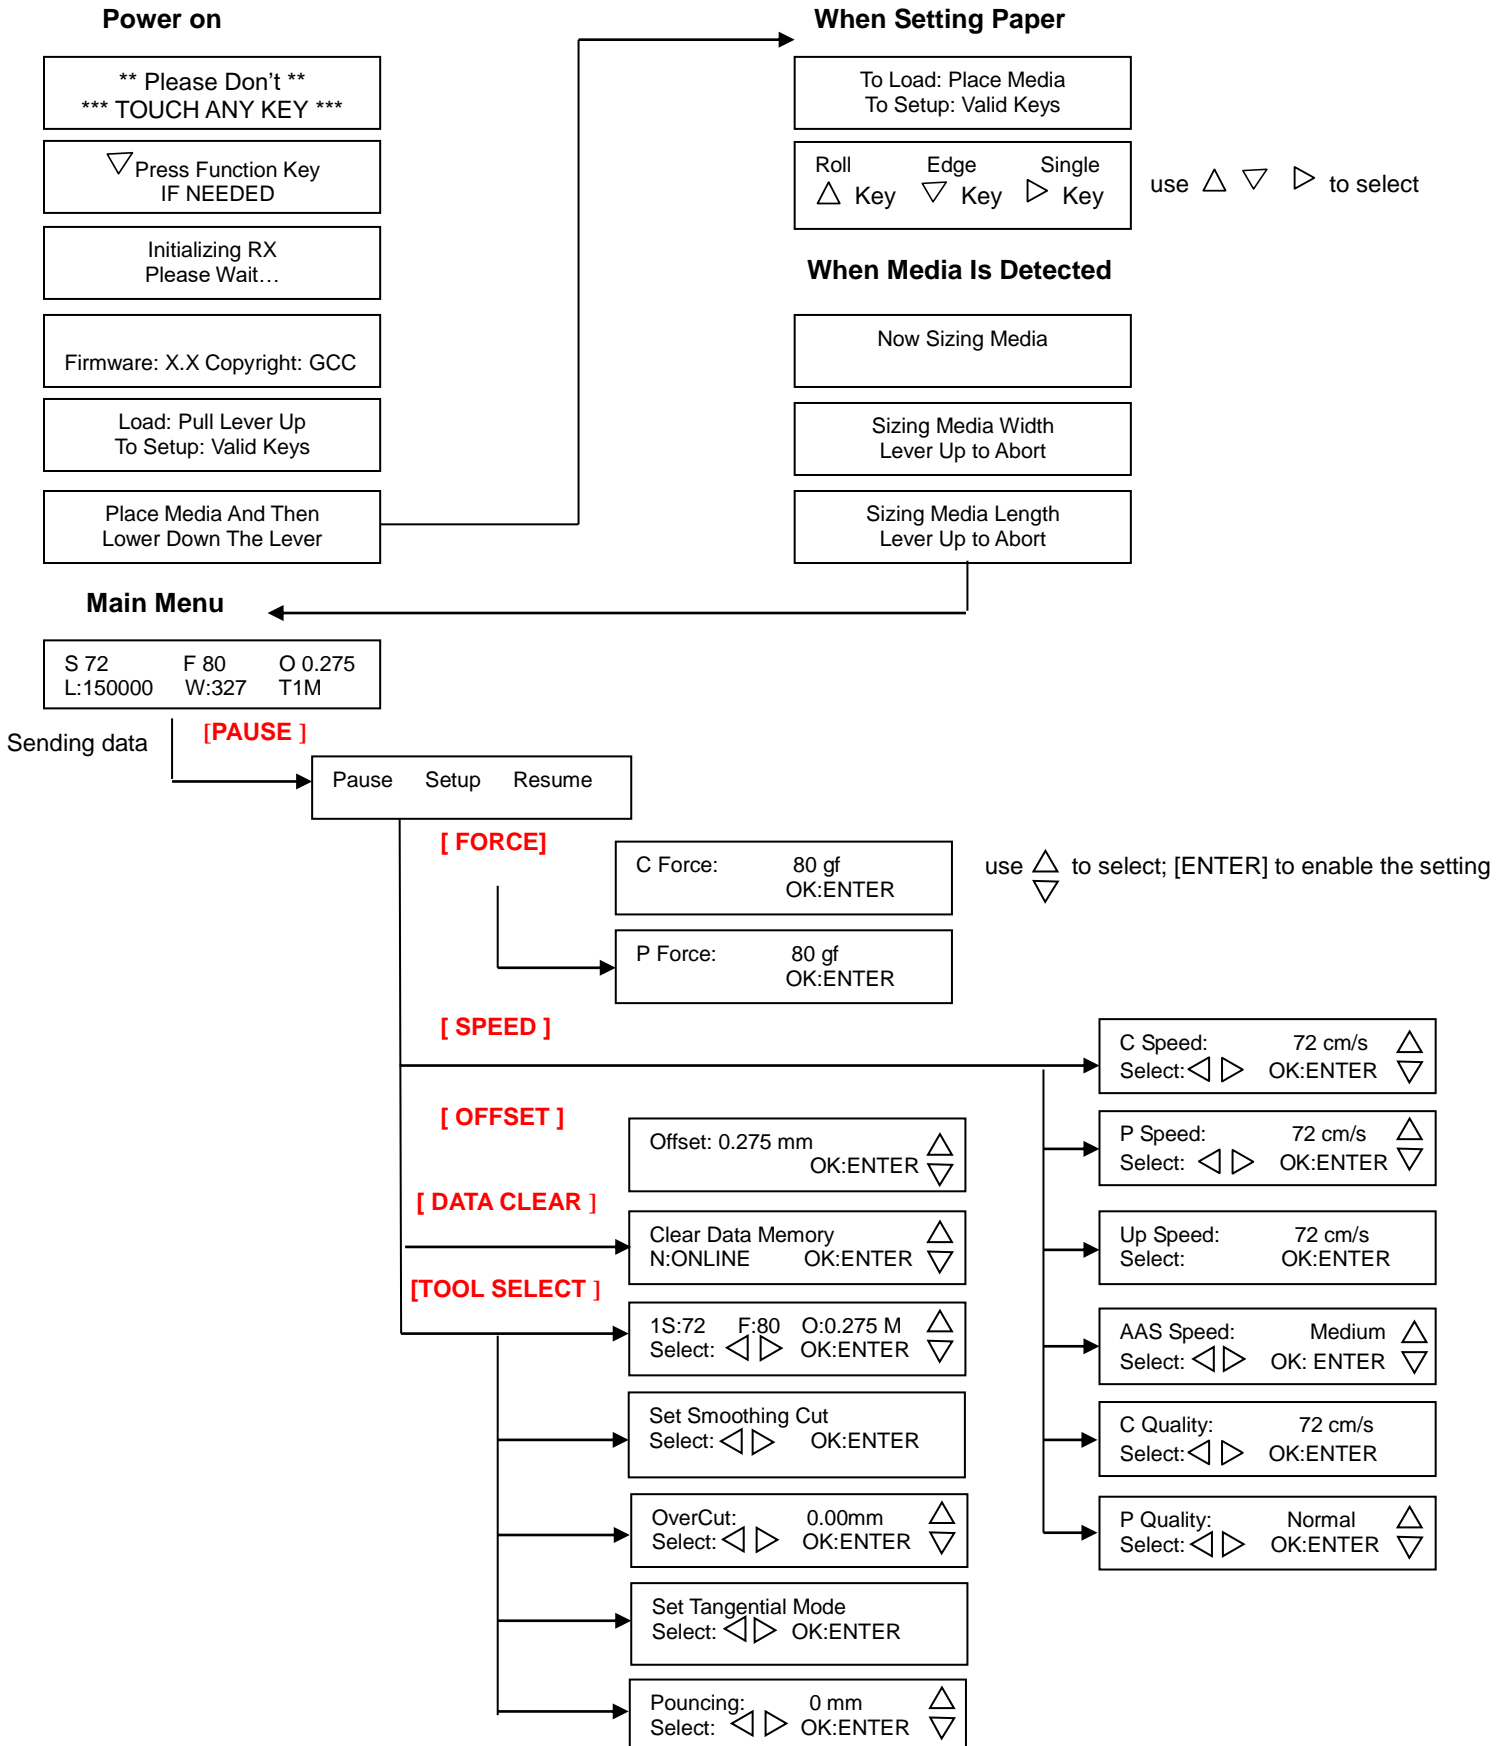 Power on
** Please Don't **
*** TOUCH ANY KEY ***
Press Function Key
IF NEEDED
Initializing RX
Please Wait…
Firmware: X.X Copyright: GCC
Load: Pull Lever Up
To Setup: Valid Keys
Place Media And Then
Lower Down The Lever
When Setting Paper
To Load: Place Media
To Setup: Valid Keys
Roll Edge Single
△ Key ▽ Key ▷ Key
use △ ▽ ▷ to select
When Media Is Detected
Now Sizing Media
Sizing Media Width
Lever Up to Abort
Sizing Media Length
Lever Up to Abort
Main Menu
S 72 F 80 O 0.275
L:150000 W:327 T1M
Sending data
[PAUSE ]
Pause Setup Resume
[ FORCE]
C Force: 80 gf
OK:ENTER
use △ ▽ to select; [ENTER] to enable the setting
P Force: 80 gf
OK:ENTER
[ SPEED ]
C Speed: 72 cm/s △
Select: ◁ ▷ OK:ENTER ▽
P Speed: 72 cm/s △
Select: ◁ ▷ OK:ENTER ▽
Up Speed: 72 cm/s
Select: OK:ENTER
AAS Speed: Medium △
Select: ◁ ▷ OK: ENTER ▽
C Quality: 72 cm/s
Select: ◁ ▷ OK:ENTER
P Quality: Normal △
Select: ◁ ▷ OK:ENTER ▽
[ OFFSET ]
Offset: 0.275 mm △
OK:ENTER ▽
[ DATA CLEAR ]
Clear Data Memory △
N:ONLINE OK:ENTER ▽
[TOOL SELECT ]
1S:72 F:80 O:0.275 M △
Select: ◁ ▷ OK:ENTER ▽
Set Smoothing Cut
Select: ◁ ▷ OK:ENTER
OverCut: 0.00mm △
Select: ◁ ▷ OK:ENTER ▽
Set Tangential Mode
Select: ◁ ▷ OK:ENTER
Pouncing: 0 mm △
Select: ◁ ▷ OK:ENTER ▽